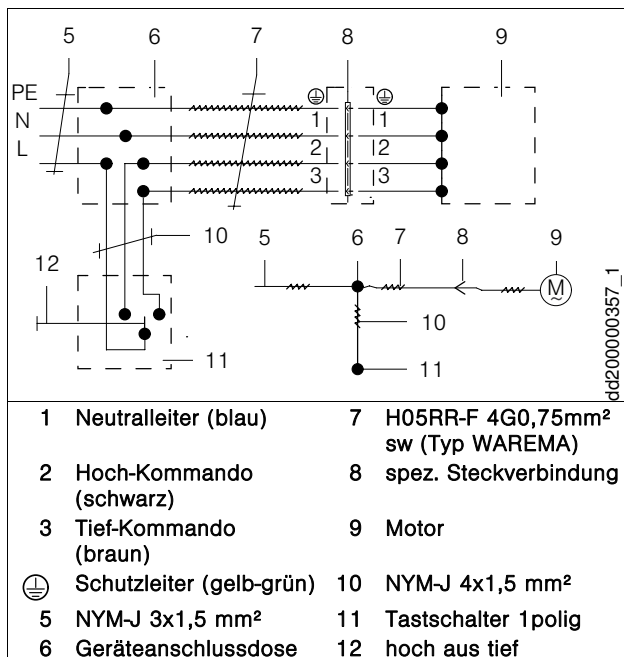 5 6 7 8 9
PE
N
L
1 1
2 2
3 3
10
12
11
5 6 7 8 9
M
~
10
11
dd200000357_1
1 Neutralleiter (blau) 7 H05RR-F 4G0,75mm²
sw (Typ WAREMA)
2 Hoch-Kommando 8 spez. Steckverbindung
(schwarz)
3 Tief-Kommando 9 Motor
(braun)
Schutzleiter (gelb-grün) 10 NYM-J 4x1,5 mm²
5 NYM-J 3x1,5 mm² 11 Tastschalter 1polig
6 Geräteanschlussdose 12 hoch aus tief